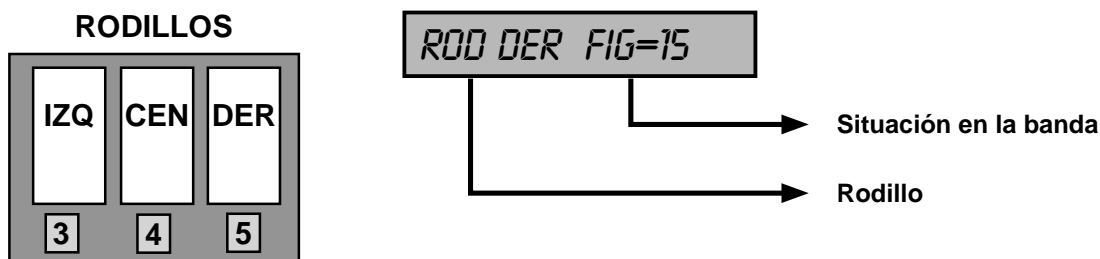 RODILLOS
IZQ CEN DER
3 4 5
ROD DER FIG=15
Situación en la banda
Rodillo